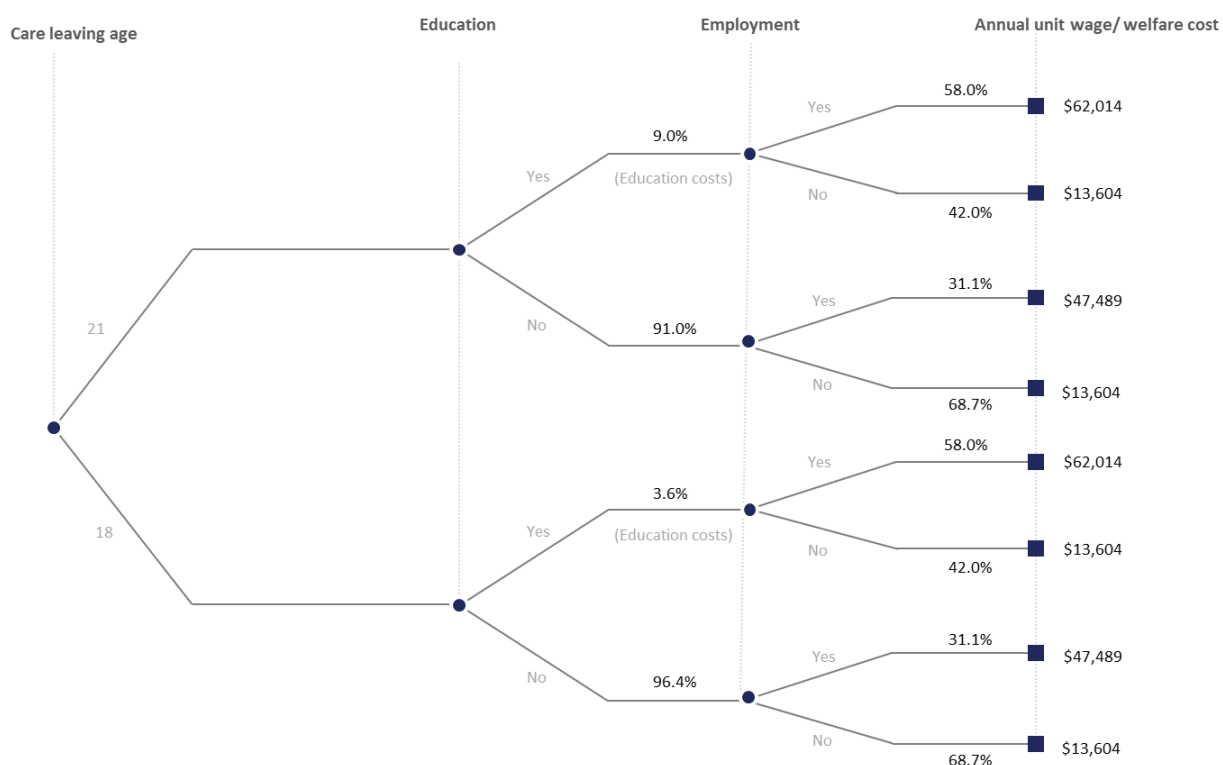 Care leaving age
Education
Employment
Annual unit wage/ welfare cost
58.0%
Yes
$62,014
9.0%
Yes
(Education costs)
No
$13,604
42.0%
31.1%
Yes
$47,489
No
91.0%
21
No
$13,604
68.7%
58.0%
Yes
$62,014
3.6%
18
Yes
(Education costs)
No
$13,604
42.0%
31.1%
Yes
$47,489
No
96.4%
No
$13,604
68.7%